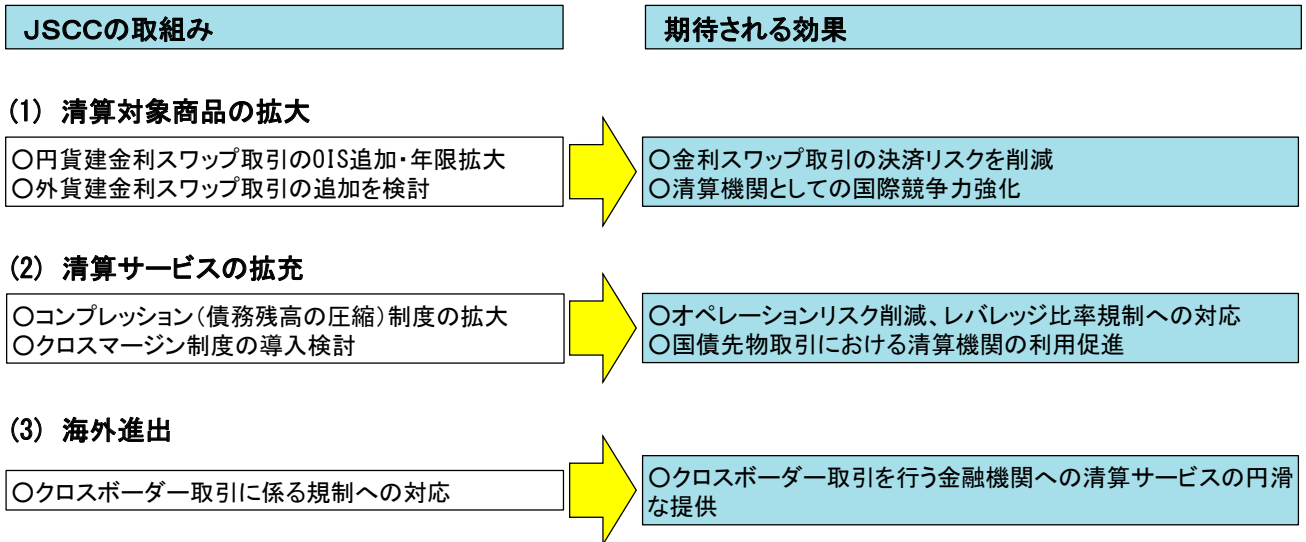 JSCCの取組み
期待される効果
(1) 清算対象商品の拡大
○円貨建金利スワップ取引のOIS追加・年限拡大
○外貨建金利スワップ取引の追加を検討
○金利スワップ取引の決済リスクを削減
○清算機関としての国際競争力強化
(2) 清算サービスの拡充
○コンプレッション（債務残高の圧縮）制度の拡大
○クロスマージン制度の導入検討
○オペレーションリスク削減、レバレッジ比率規制への対応
○国債先物取引における清算機関の利用促進
(3) 海外進出
○クロスボーダー取引に係る規制への対応
○クロスボーダー取引を行う金融機関への清算サービスの円滑
な提供